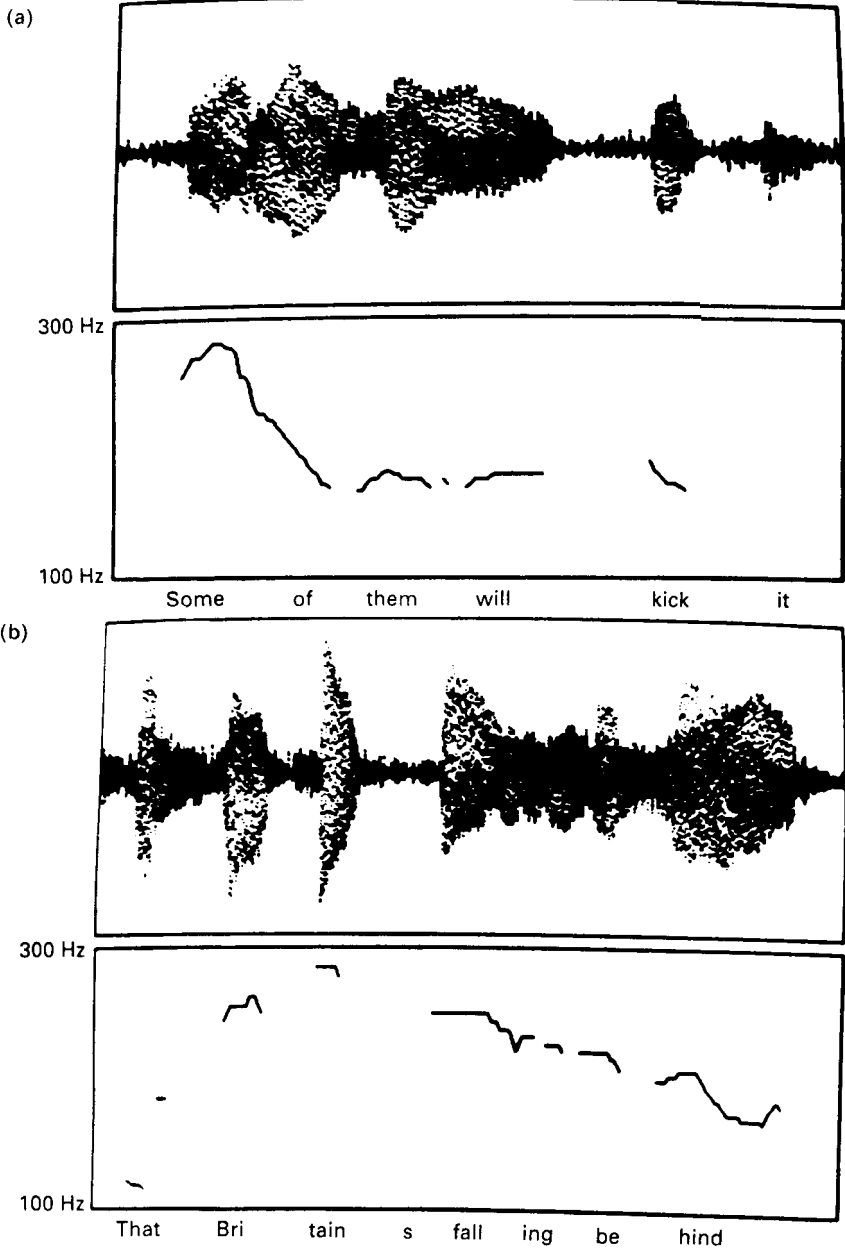 (a)
300 Hz
100 Hz
Some of them will kick it
(b)
300 Hz
100 Hz
That Bri tain s fall ing be hind